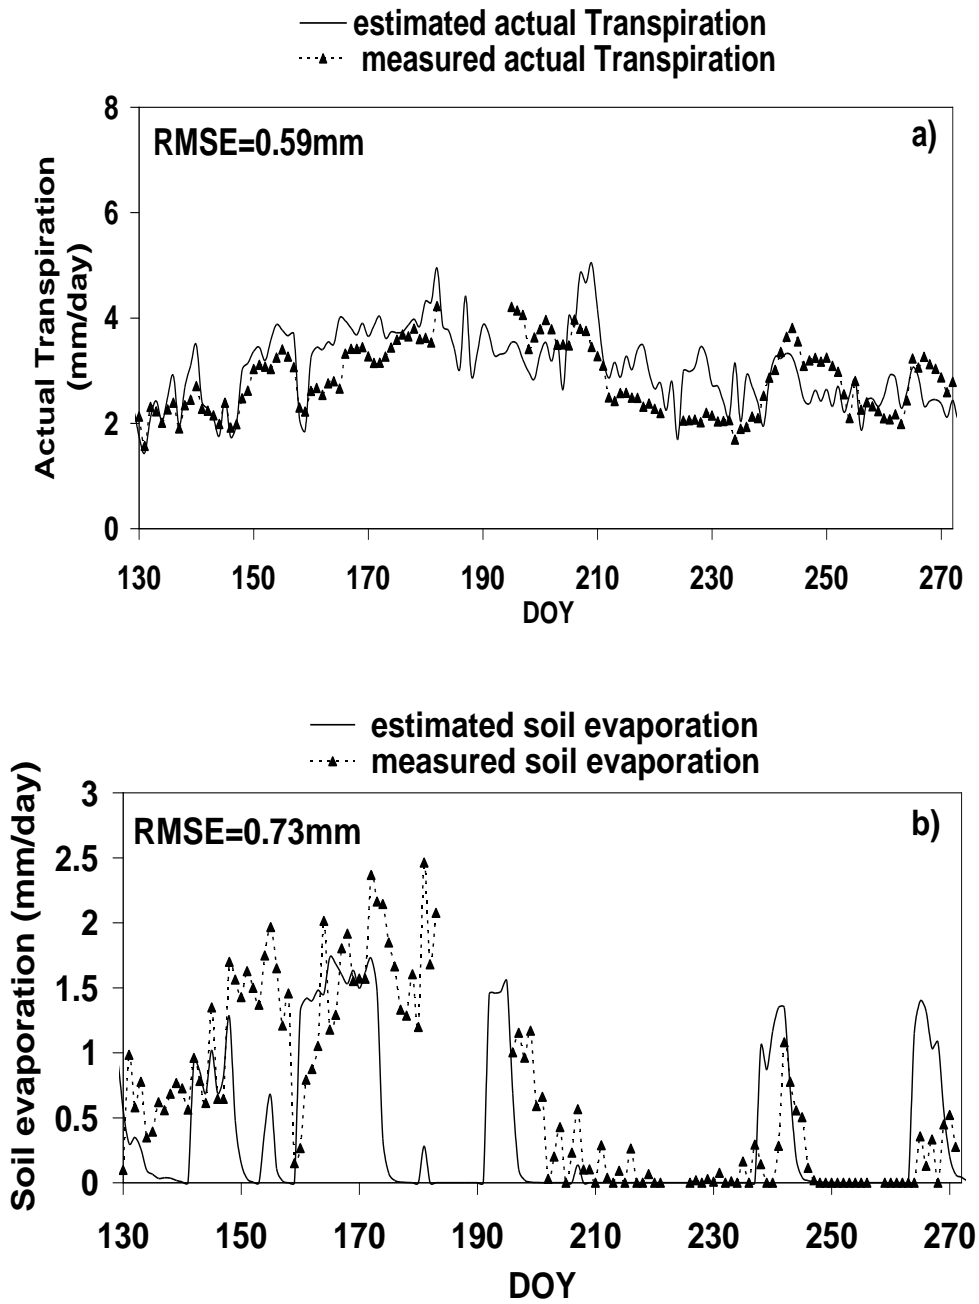 estimated actual Transpiration
measured actual Transpiration
RMSE=0.59mm
a)
Actual Transpiration
(mm/day)
8
6
4
2
0
130 150 170 190 210 230 250 270
DOY
estimated soil evaporation
measured soil evaporation
RMSE=0.73mm
b)
Soil evaporation (mm/day)
3
2.5
2
1.5
1
0.5
0
130 150 170 190 210 230 250 270
DOY